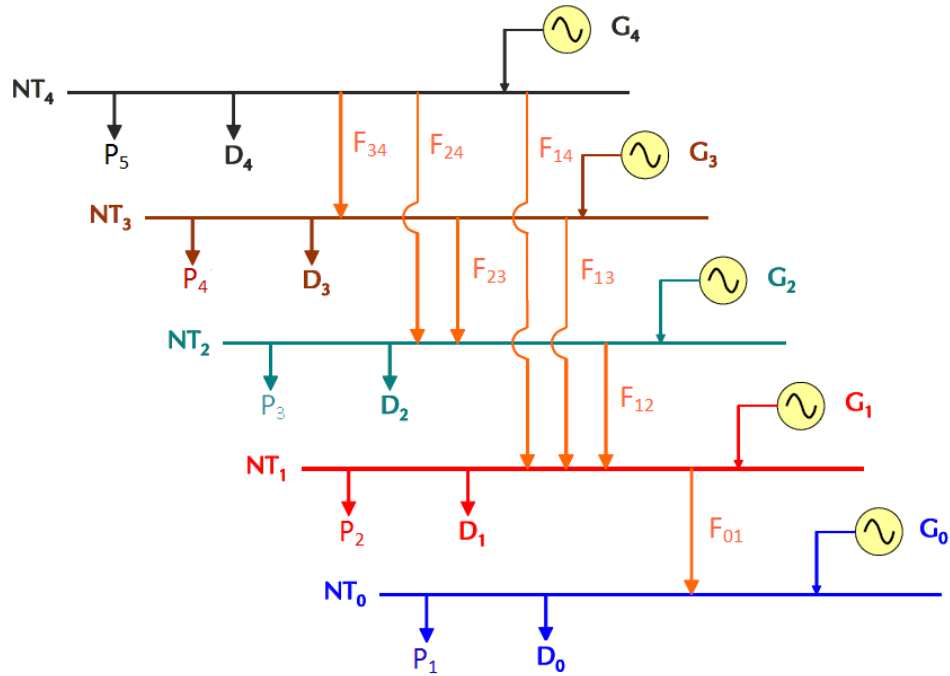 G₄
NT₄
P₅ D₄ F₃₄ F₂₄ F₁₄
G₃
NT₃
P₄ D₃ F₂₃ F₁₃
G₂
NT₂
P₃ D₂ F₁₂
G₁
NT₁
P₂ D₁ F₀₁
G₀
NT₀
P₁ D₀